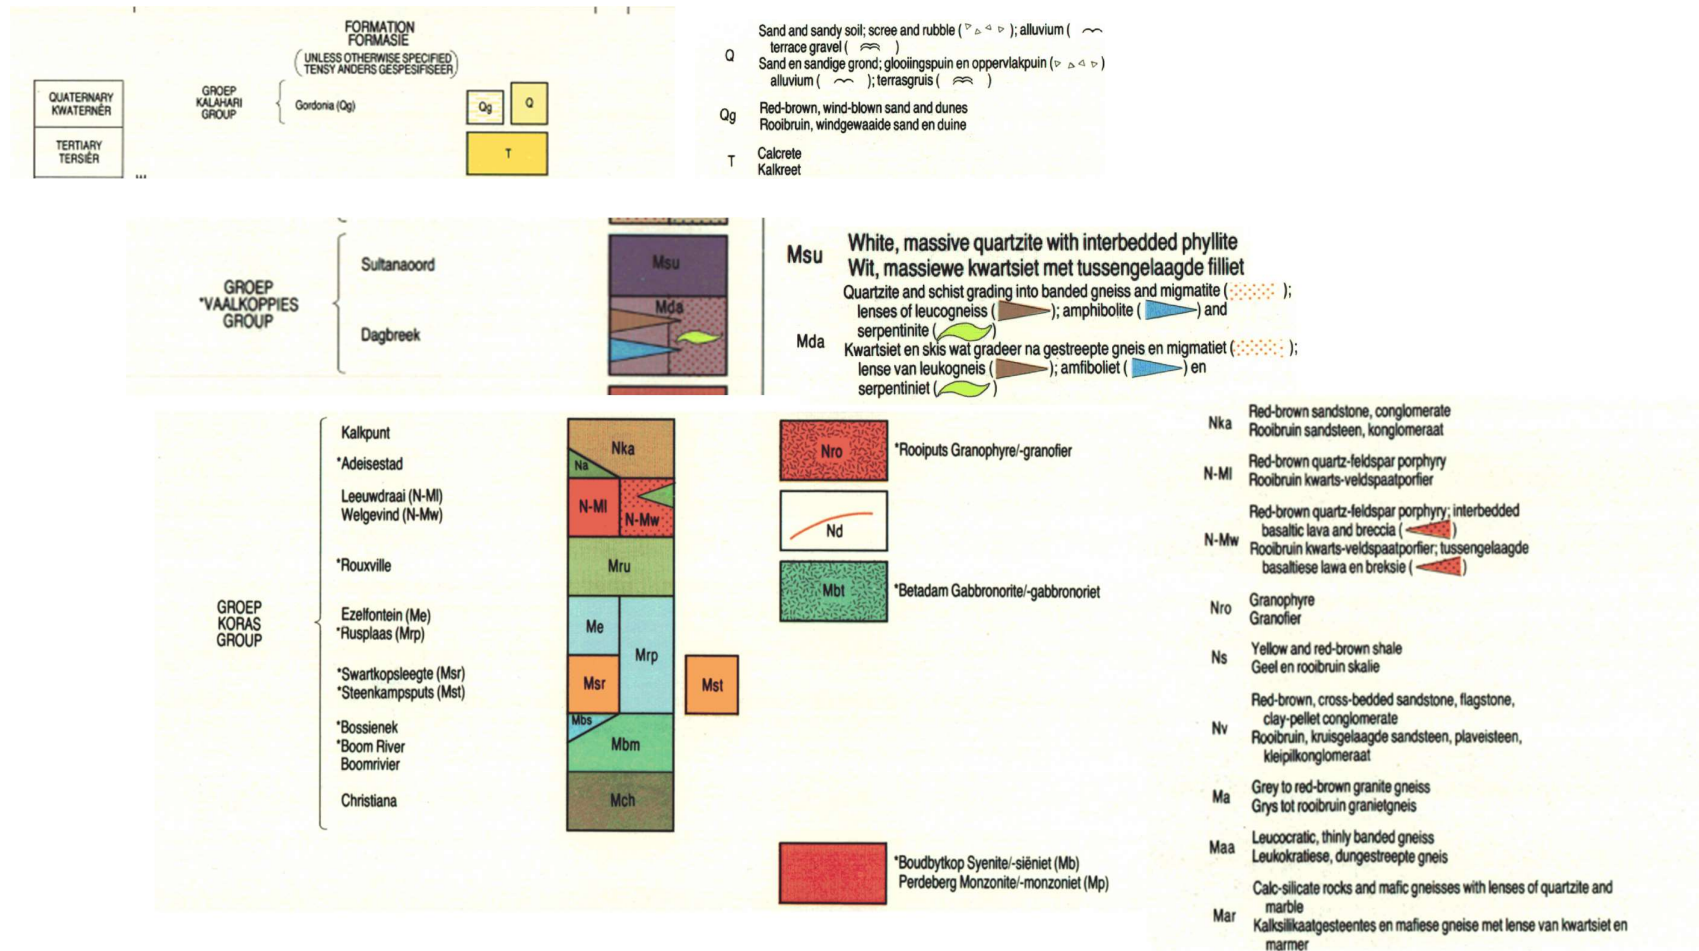 FORMATION
FORMASIE
(UNLESS OTHERWISE SPECIFIED
TENSY ANDERS GESPESIFISEER)
QUATERNARY
KWATERNÊR
GROEP
KALAHARI
GROUP
Gordonia (Qg)
Qg
Q
TERTIARY
TERSIÊR
T
Q
Sand and sandy soil; scree and rubble ( ); alluvium (
terrace gravel ( )
Sand en sandige grond; glooiingspuin en oppervlakpuin ( )
alluvium ( ); terrasgruis ( )
Qg
Red-brown, wind-blown sand and dunes
Rooibruin, windgewaaide sand en duine
T
Calcrete
Kalkreet
GROEP
*VAALKOPPIES
GROUP
Sultanaoord
Dagbreek
Msu
Mda
Msu
White, massive quartzite with interbedded phyllite
Wit, massiewe kwartsiet met tussengelaagde filliet
Mda
Quartzite and schist grading into banded gneiss and migmatite ( );
lenses of leucogneiss ( ); amphibolite ( ) and
serpentinite ( )
Kwartsiet en skis wat gradeer na gestreepte gneis en migmatiet ( );
lense van leukogneis ( ); amfiboliet ( ) en
serpentiniet ( )
GROEP
KORAS
GROUP
Kalkpunt
*Adeisestad
Leeuwdraai (N-Ml)
Welgevind (N-Mw)
*Rouxville
Ezelfontein (Me)
*Rusplaas (Mrp)
*Swartkopsleegte (Msr)
*Steenkampsputs (Mst)
*Bossienek
*Boom River
Boomrivier
Christiana
Nka
Na
N-Ml
N-Mw
Mru
Me
Mrp
Msr
Mst
Mbs
Mbm
Mch
Nro
*Rooiputs Granophyre/-granofier
Nd
Mbt
*Betadam Gabbronorite/-gabbronoriet
*Boudbytkop Syenite/-siëniet (Mb)
Perdeberg Monzonite/-monzoniet (Mp)
Nka
Red-brown sandstone, conglomerate
Rooibruin sandsteen, konglomeraat
N-Ml
Red-brown quartz-feldspar porphyry
Rooibruin kwarts-veldspaatporfier
N-Mw
Red-brown quartz-feldspar porphyry; interbedded
basaltic lava and breccia ( )
Rooibruin kwarts-veldspaatporfier; tussengelaagde
basaltiese lawa en breksie ( )
Nro
Granophyre
Granofier
Ns
Yellow and red-brown shale
Geel en rooibruin skalie
Nv
Red-brown, cross-bedded sandstone, flagstone,
clay-pellet conglomerate
Rooibruin, kruisgelaagde sandsteen, plaveisteen,
kleipilkonglomeraat
Ma
Grey to red-brown granite gneiss
Grys tot rooibruin granietgneis
Maa
Leucocratic, thinly banded gneiss
Leukokratiese, dungestreepte gneis
Mar
Calc-silicate rocks and mafic gneisses with lenses of quartzite and
marble
Kalksilikaatgesteentes en mafiese gneise met lense van kwartsiet en
marmer